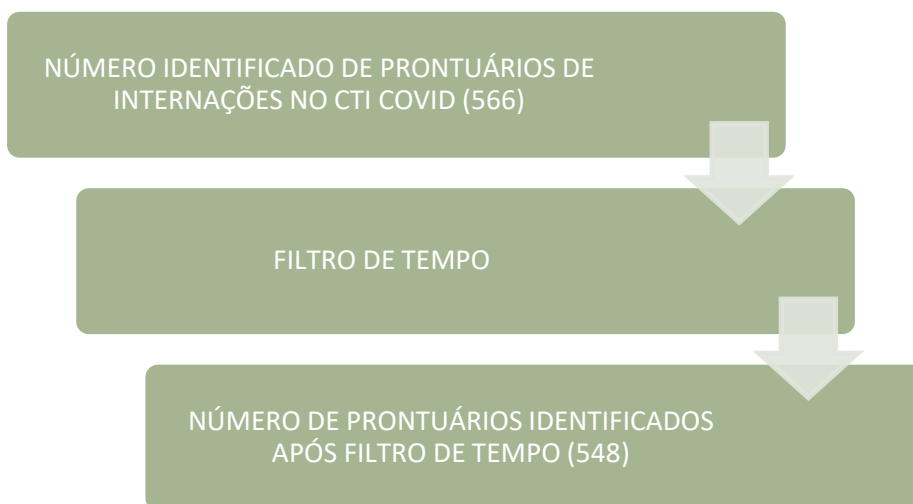 NÚMERO IDENTIFICADO DE PRONTUÁRIOS DE
INTERNAÇÕES NO CTI COVID (566)
FILTRO DE TEMPO
NÚMERO DE PRONTUÁRIOS IDENTIFICADOS
APÓS FILTRO DE TEMPO (548)